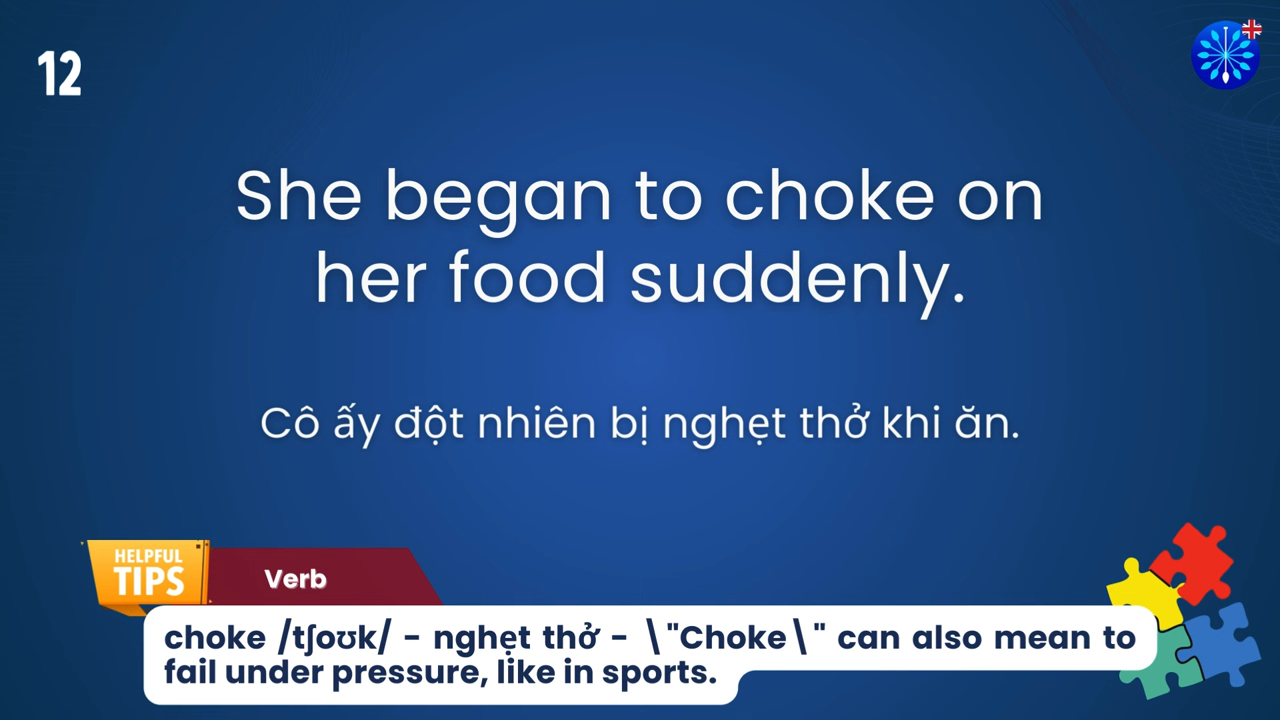 12
She began to choke on
her food suddenly.
Cô ấy đột nhiên bị nghẹt thở khi ăn.
HELPFUL
TIPS
Verb
choke /tʃoʊk/ - nghẹt thở - \"Choke\" can also mean to
fail under pressure, like in sports.